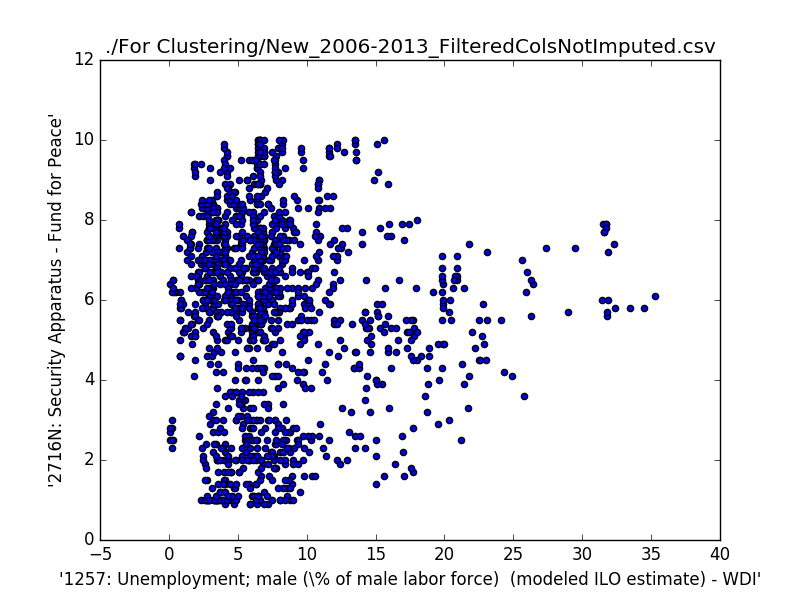 ./For Clustering/New_2006-2013_FilteredColsNotImputed.csv
12
10
8
6
4
2
0
'2716N: Security Apparatus - Fund for Peace'
−5 0 5 10 15 20 25 30 35 40
'1257: Unemployment; male (\% of male labor force)  (modeled ILO estimate) - WDI'